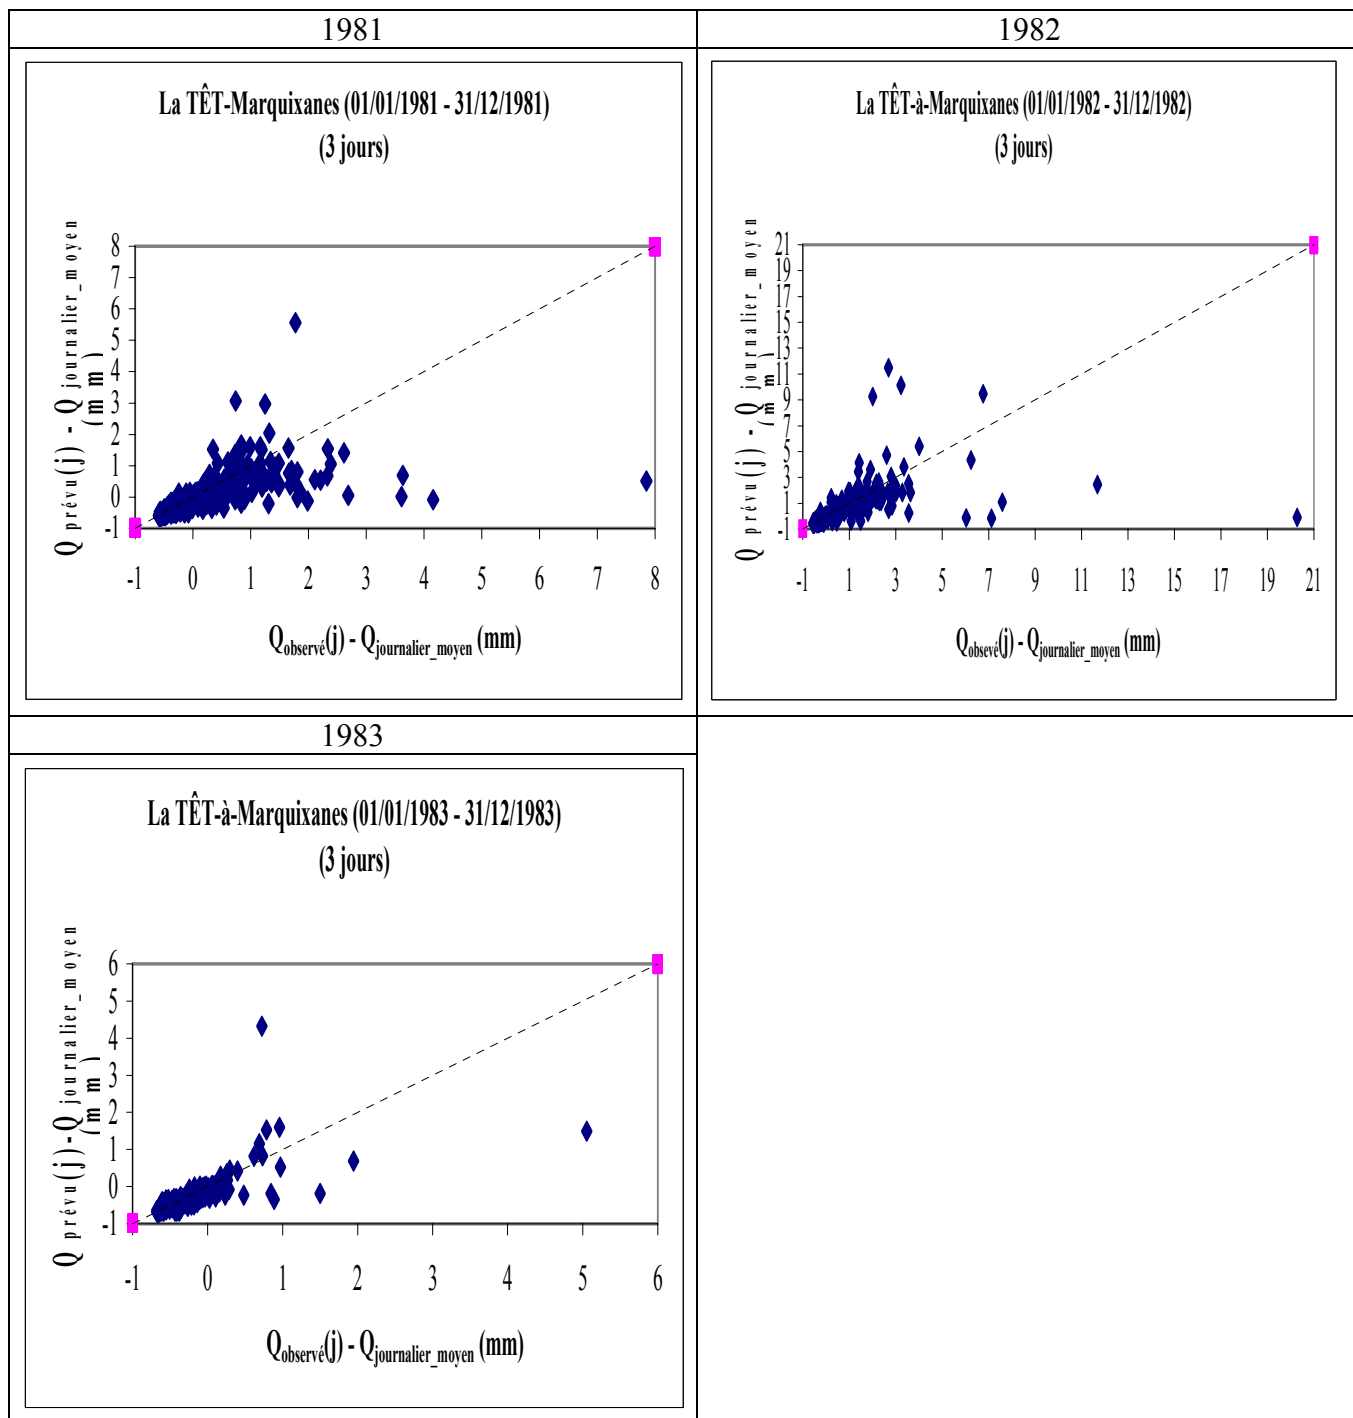 1981
1982
La TÊT-Marquixanes (01/01/1981 - 31/12/1981)
(3 jours)
Q prévu(j) - Q journalier_moyen
(mm)
8
7
6
5
4
3
2
1
0
-1
-1 0 1 2 3 4 5 6 7 8
Qobservé(j) - Qjournalier_moyen (mm)
La TÊT-à-Marquixanes (01/01/1982 - 31/12/1982)
(3 jours)
Q prévu(j) - Q journalier_moyen
(mm)
21
19
17
15
13
11
9
7
5
3
1
-1
-1 1 3 5 7 9 11 13 15 17 19 21
Qobsevé(j) - Qjournalier_moyen (mm)
1983
La TÊT-à-Marquixanes (01/01/1983 - 31/12/1983)
(3 jours)
Q prévu(j) - Q journalier_moyen
(mm)
6
5
4
3
2
1
0
-1
-1 0 1 2 3 4 5 6
Qobservé(j) - Qjournalier_moyen (mm)